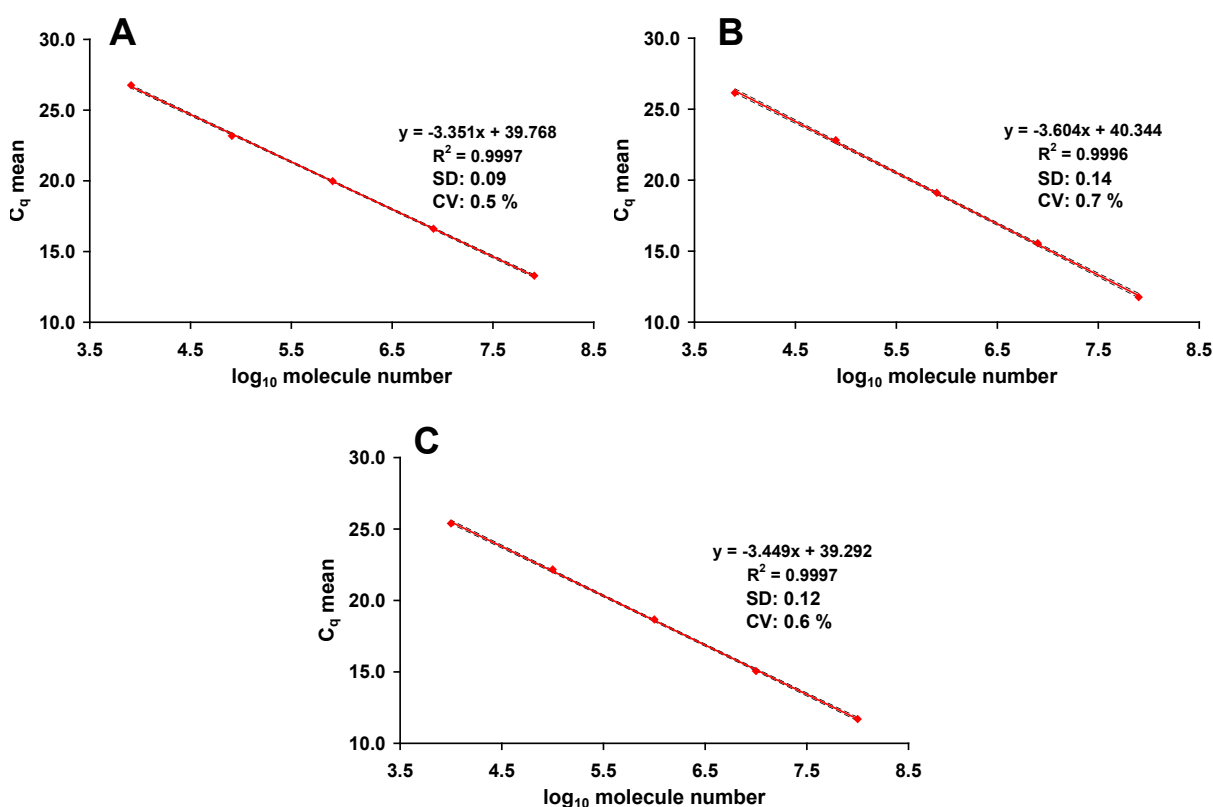 A
30.0
25.0
20.0
15.0
10.0
C_q mean
y = -3.351x + 39.768
R² = 0.9997
SD: 0.09
CV: 0.5 %
3.5 4.5 5.5 6.5 7.5 8.5
log₁₀ molecule number
B
30.0
25.0
20.0
15.0
10.0
C_q mean
y = -3.604x + 40.344
R² = 0.9996
SD: 0.14
CV: 0.7 %
3.5 4.5 5.5 6.5 7.5 8.5
log₁₀ molecule number
C
30.0
25.0
20.0
15.0
10.0
C_q mean
y = -3.449x + 39.292
R² = 0.9997
SD: 0.12
CV: 0.6 %
3.5 4.5 5.5 6.5 7.5 8.5
log₁₀ molecule number